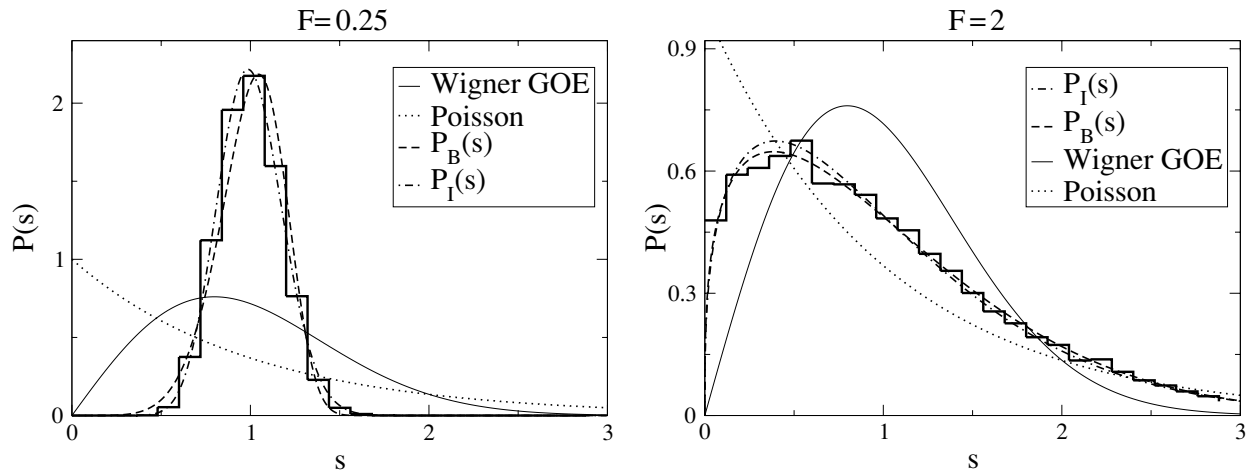 F=0.25
P(s)
2
1
0
0
1
2
3
s
Wigner GOE
Poisson
P_B(s)
P_I(s)
F=2
P(s)
0.9
0.6
0.3
0
0
1
2
3
s
P_I(s)
P_B(s)
Wigner GOE
Poisson